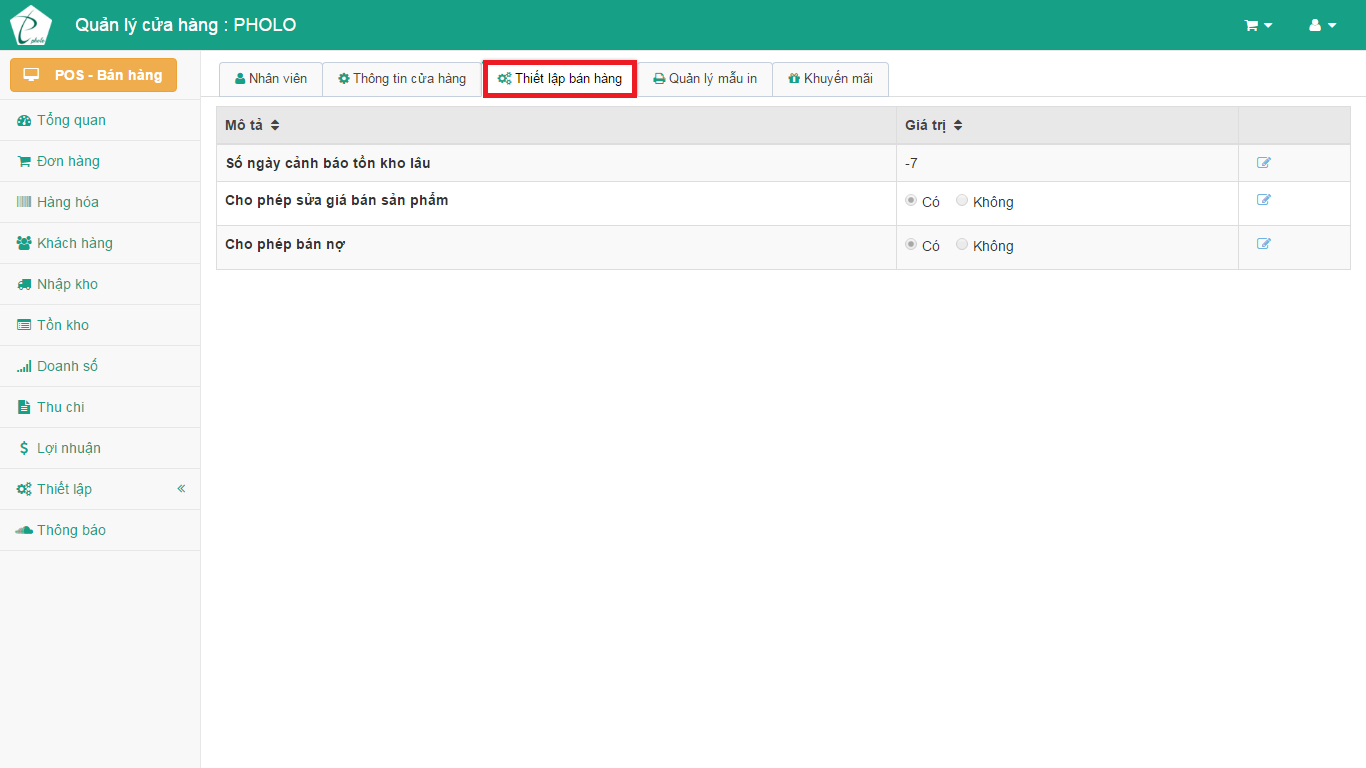 pholo
Quản lý cửa hàng : PHOLO
POS - Bán hàng
Tổng quan
Đơn hàng
Hàng hóa
Khách hàng
Nhập kho
Tồn kho
Doanh số
Thu chi
Lợi nhuận
Thiết lập
Thông báo
Nhân viên
Thông tin cửa hàng
Thiết lập bán hàng
Quản lý mẫu in
Khuyến mãi
Mô tả
Giá trị
Số ngày cảnh báo tồn kho lâu
-7
Cho phép sửa giá bán sản phẩm
Có Không
Cho phép bán nợ
Có Không